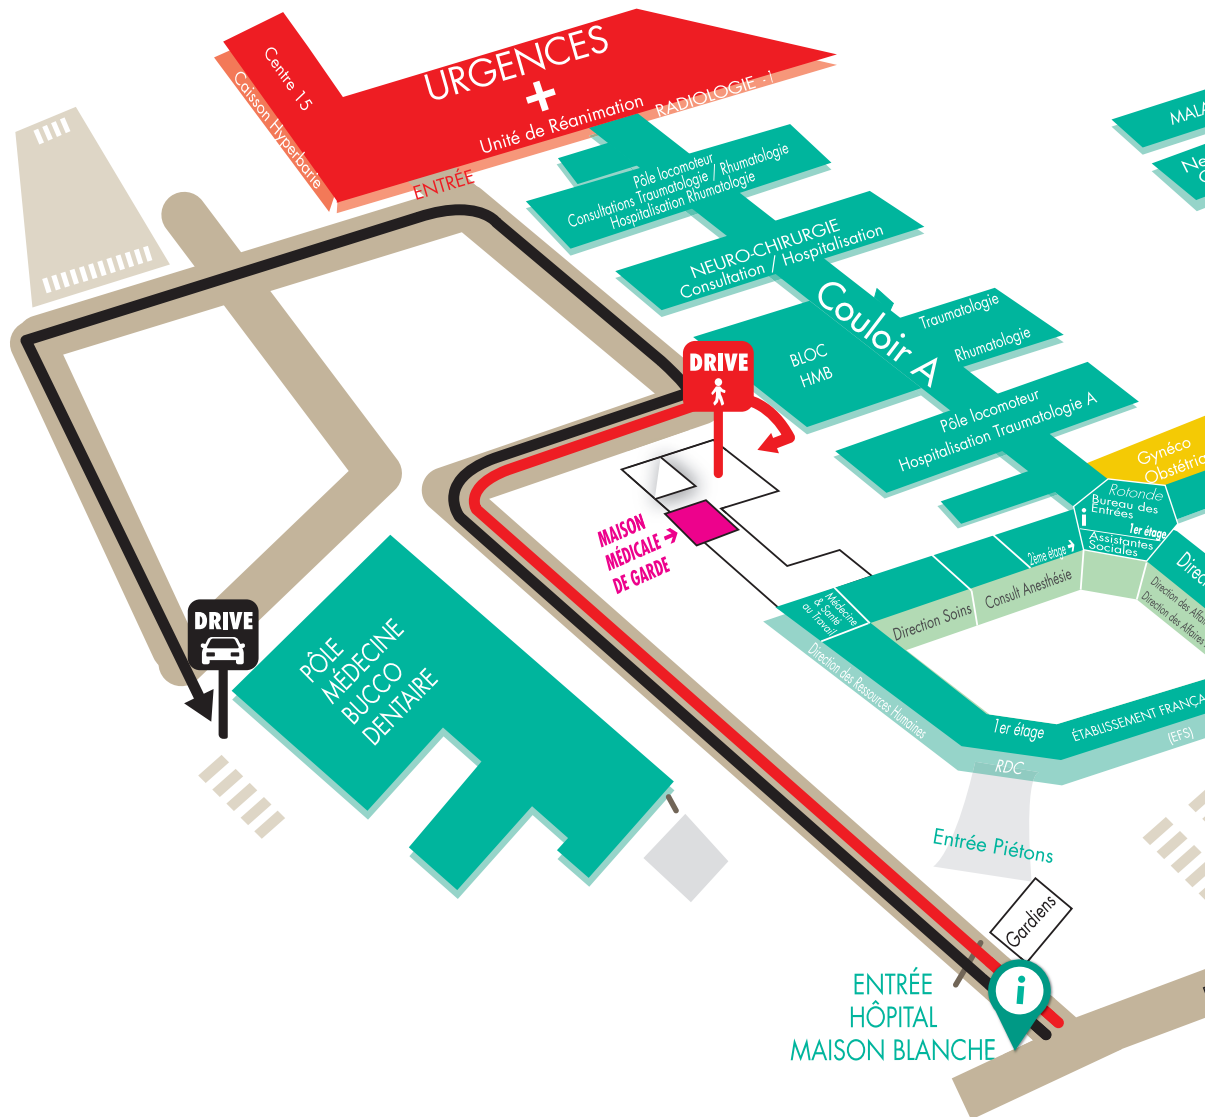 Centre 15
Caisson Hyperbarie
URGENCES
Unité de Réanimation
RADIOLOGIE -1
ENTRÉE
Pôle locomoteur
Consultations Traumatologie / Rhumatologie
Hospitalisation Rhumatologie
NEURO-CHIRURGIE
Consultation / Hospitalisation
Couloir A
Traumatologie
Rhumatologie
BLOC
HMB
DRIVE
Pôle locomoteur
Hospitalisation Traumatologie A
Gynéco
Rotonde
Bureau des
Entrées
i
1er étage
Assistantes
Sociales
2ème étage
MAISON
MÉDICALE
DE GARDE
Médecine
& Santé
au Travail
Direction Soins
Consult Anesthésie
Direction des Ressources Humaines
1er étage
RDC
ÉTABLISSEMENT
(EFS)
DRIVE
PÔLE
MÉDECINE
BUCCO
DENTAIRE
Entrée Piétons
Gardiens
i
ENTRÉE
HÔPITAL
MAISON BLANCHE